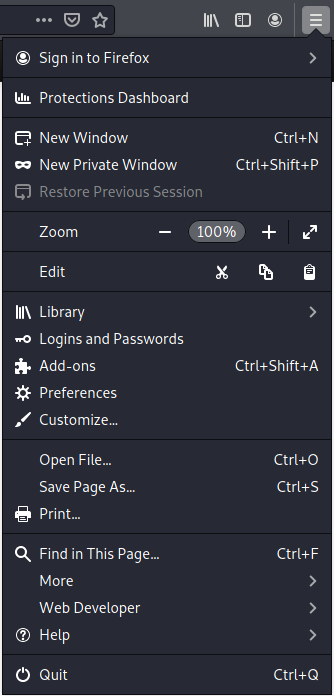 Sign in to Firefox
Protections Dashboard
New Window Ctrl+N
New Private Window Ctrl+Shift+P
Restore Previous Session
Zoom 100%
Edit
Library
Logins and Passwords
Add-ons Ctrl+Shift+A
Preferences
Customize...
Open File... Ctrl+O
Save Page As... Ctrl+S
Print...
Find in This Page... Ctrl+F
More
Web Developer
Help
Quit Ctrl+Q